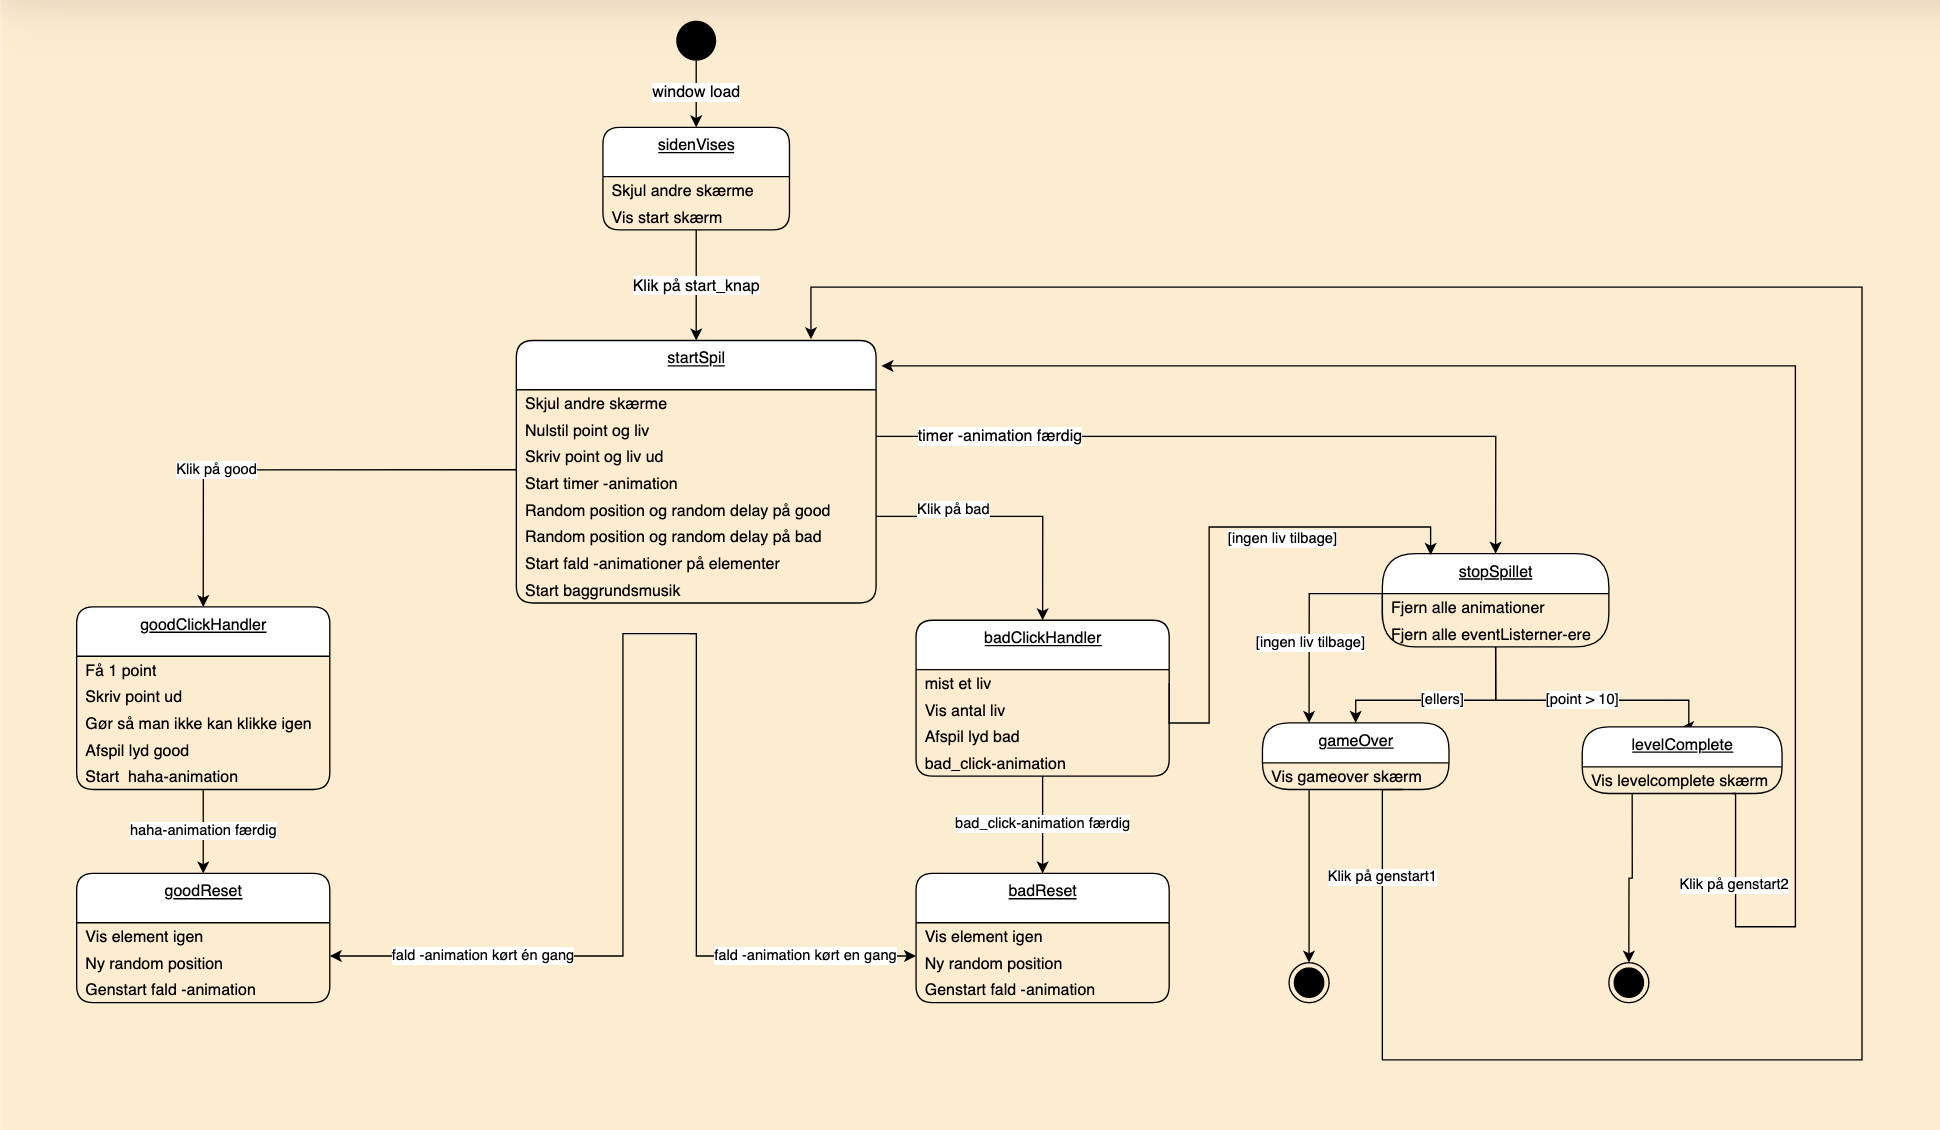 window load
sidenVises
Skjul andre skærme
Vis start skærm
Klik på start_knap
startSpil
Skjul andre skærme
Nulstil point og liv
Skriv point og liv ud
Start timer -animation
Random position og random delay på good
Random position og random delay på bad
Start fald -animationer på elementer
Start baggrundsmusik
timer -animation færdig
Klik på good
Klik på bad
[ingen liv tilbage]
stopSpillet
Fjern alle animationer
Fjern alle eventListerner-ere
goodClickHandler
Få 1 point
Skriv point ud
Gør så man ikke kan klikke igen
Afspil lyd good
Start  haha-animation
badClickHandler
mist et liv
Vis antal liv
Afspil lyd bad
bad_click-animation
[ingen liv tilbage]
[ellers]
[point > 10]
gameOver
Vis gameover skærm
levelComplete
Vis levelcomplete skærm
haha-animation færdig
bad_click-animation færdig
Klik på genstart1
Klik på genstart2
goodReset
Vis element igen
Ny random position
Genstart fald -animation
fald -animation kørt én gang
fald -animation kørt en gang
badReset
Vis element igen
Ny random position
Genstart fald -animation